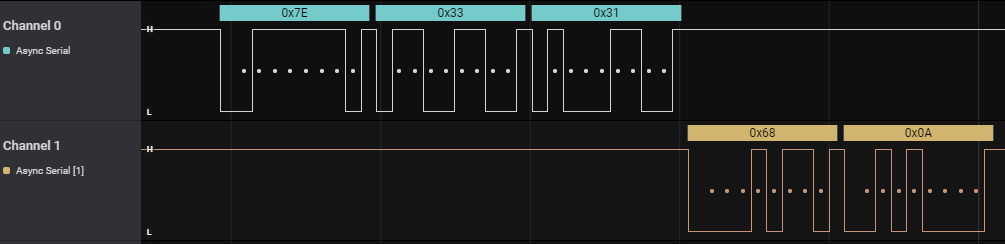 0x7E 0x33 0x31
Channel 0
H
Async Serial
L
0x68 0x0A
Channel 1
H
Async Serial [1]
L